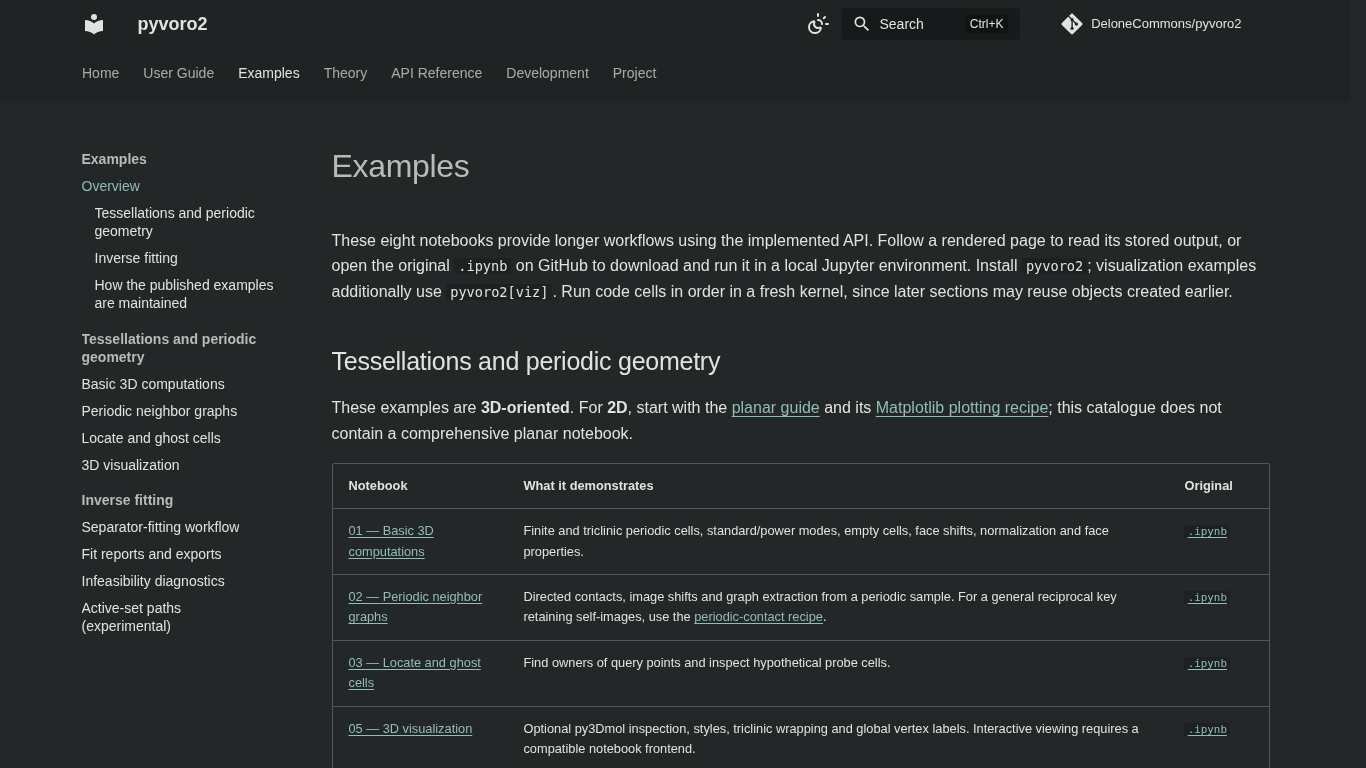 pyvoro2
Search Ctrl+K
DeloneCommons/pyvoro2
Home User Guide Examples Theory API Reference Development Project
Examples
Overview
Tessellations and periodic
geometry
Inverse fitting
How the published examples
are maintained
Tessellations and periodic
geometry
Basic 3D computations
Periodic neighbor graphs
Locate and ghost cells
3D visualization
Inverse fitting
Separator-fitting workflow
Fit reports and exports
Infeasibility diagnostics
Active-set paths
(experimental)
Examples
These eight notebooks provide longer workflows using the implemented API. Follow a rendered page to read its stored output, or
open the original .ipynb on GitHub to download and run it in a local Jupyter environment. Install pyvoro2; visualization examples
additionally use pyvoro2[viz]. Run code cells in order in a fresh kernel, since later sections may reuse objects created earlier.
Tessellations and periodic geometry
These examples are 3D-oriented. For 2D, start with the planar guide and its Matplotlib plotting recipe; this catalogue does not
contain a comprehensive planar notebook.
Notebook What it demonstrates Original
01 — Basic 3D Finite and triclinic periodic cells, standard/power modes, empty cells, face shifts, normalization and face .ipynb
computations properties.
02 — Periodic neighbor Directed contacts, image shifts and graph extraction from a periodic sample. For a general reciprocal key .ipynb
graphs retaining self-images, use the periodic-contact recipe.
03 — Locate and ghost Find owners of query points and inspect hypothetical probe cells. .ipynb
cells
05 — 3D visualization Optional py3Dmol inspection, styles, triclinic wrapping and global vertex labels. Interactive viewing requires a .ipynb
compatible notebook frontend.